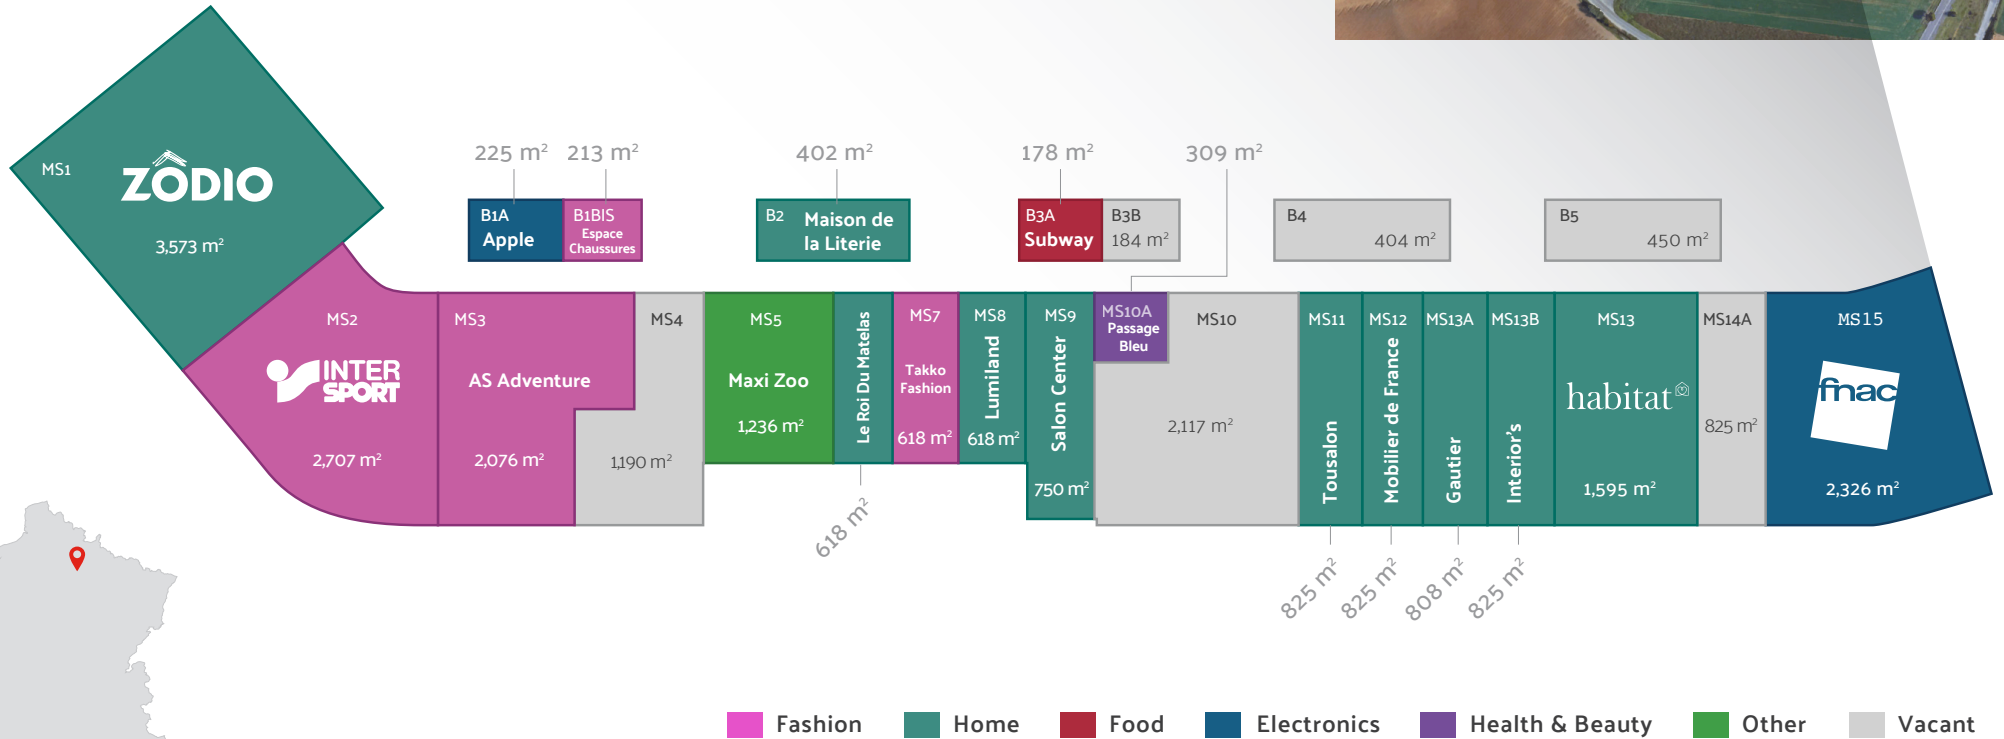 MS1
ZÔDIO
3,573 m²
225 m²
213 m²
402 m²
178 m²
309 m²
B1A
Apple
B1BIS
Espace
Chaussures
B2
Maison de
la Literie
B3A
Subway
B3B
184 m²
B4
404 m²
B5
450 m²
MS2
INTER
SPORT
2,707 m²
MS3
AS Adventure
2,076 m²
MS4
1,190 m²
MS5
Maxi Zoo
1,236 m²
Le Roi Du Matelas
618 m²
MS7
Takko
Fashion
618 m²
MS8
Lumiland
618 m²
MS9
Salon Center
750 m²
MS10A
Passage
Bleu
MS10
2,117 m²
MS11
Tousalon
825 m²
MS12
Mobilier de France
825 m²
MS13A
Gautier
808 m²
MS13B
Interior's
825 m²
MS13
habitat
1,595 m²
MS14A
825 m²
MS15
fnac
2,326 m²
Fashion
Home
Food
Electronics
Health & Beauty
Other
Vacant